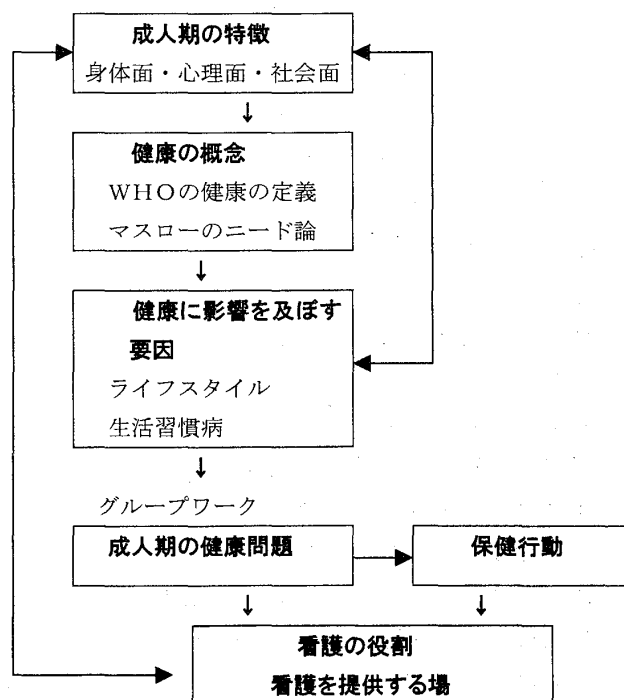 成人期の特徴
身体面・心理面・社会面
↓
健康の概念
WHOの健康の定義
マスローのニード論
↓
健康に影響を及ぼす
要因
ライフスタイル
生活習慣病
↓
グループワーク
成人期の健康問題
保健行動
↓ ↓
看護の役割
看護を提供する場